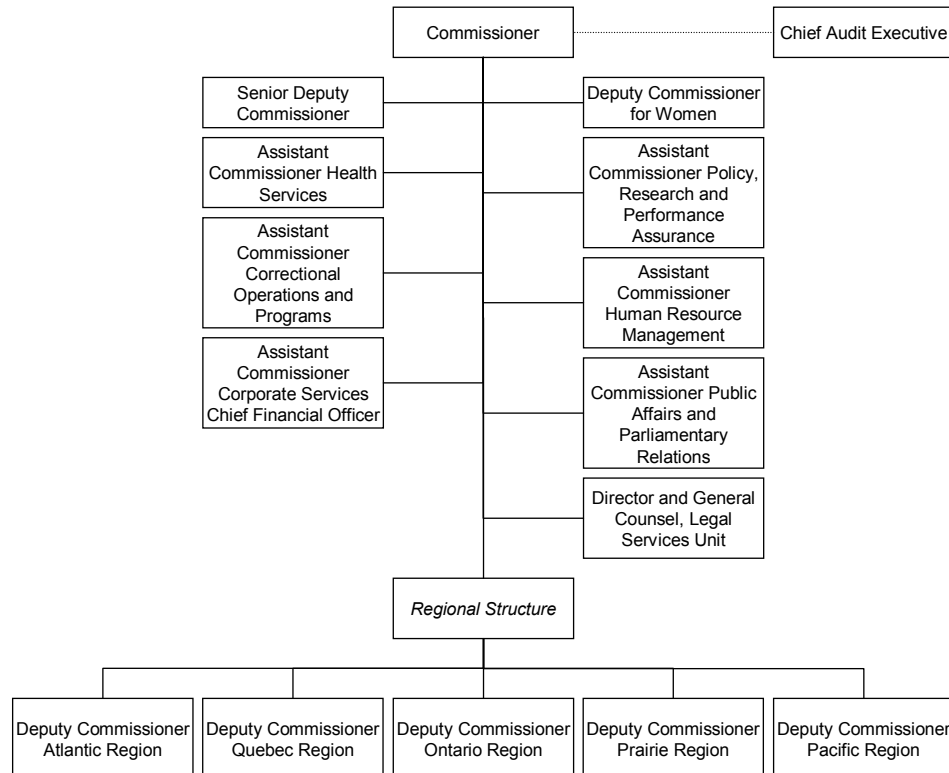 Commissioner
Chief Audit Executive
Senior Deputy
Commissioner
Deputy Commissioner
for Women
Assistant
Commissioner Health
Services
Assistant
Commissioner Policy,
Research and
Performance
Assurance
Assistant
Commissioner
Correctional
Operations and
Programs
Assistant
Commissioner
Human Resource
Management
Assistant
Commissioner
Corporate Services
Chief Financial Officer
Assistant
Commissioner Public
Affairs and
Parliamentary
Relations
Director and General
Counsel, Legal
Services Unit
Regional Structure
Deputy Commissioner
Atlantic Region
Deputy Commissioner
Quebec Region
Deputy Commissioner
Ontario Region
Deputy Commissioner
Prairie Region
Deputy Commissioner
Pacific Region